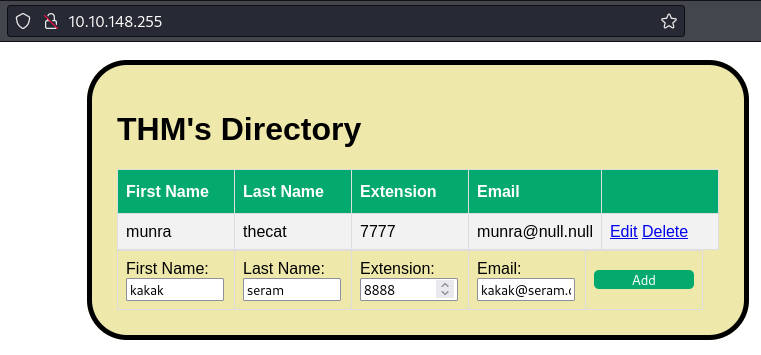 10.10.148.255
THM's Directory
First Name Last Name Extension Email
munra thecat 7777 munra@null.null Edit Delete
First Name: Last Name: Extension: Email:
kakak seram 8888 kakak@seram. Add